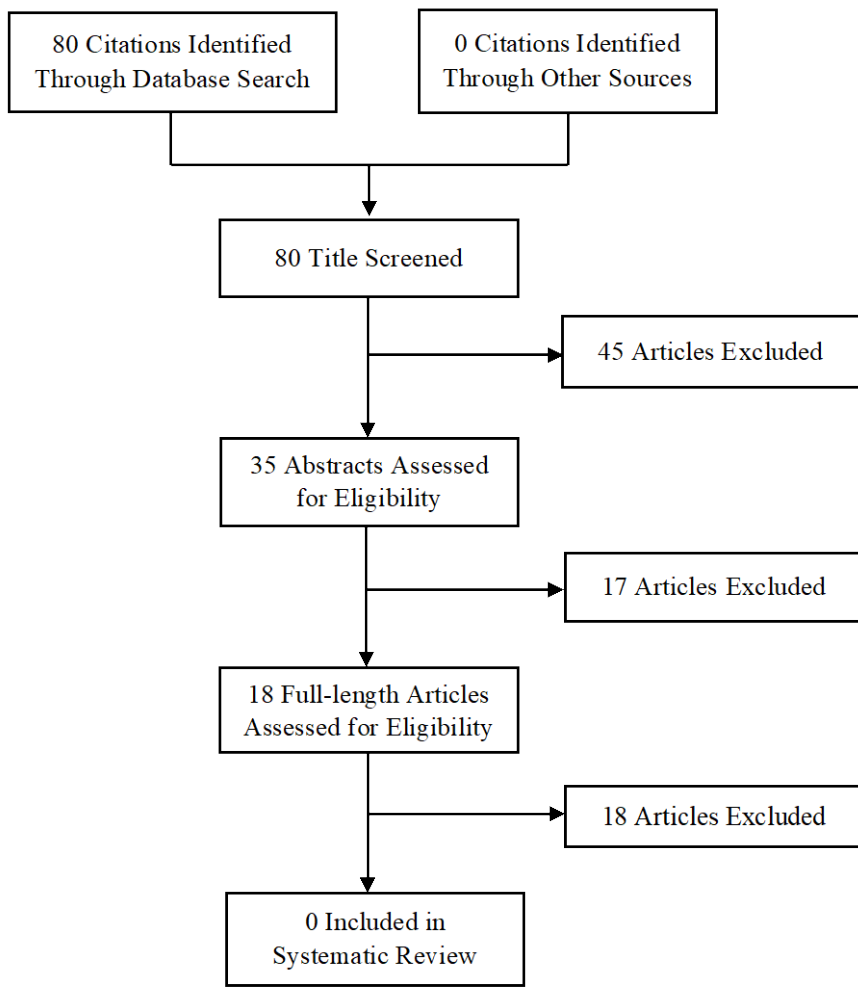 80 Citations Identified
Through Database Search
0 Citations Identified
Through Other Sources
80 Title Screened
45 Articles Excluded
35 Abstracts Assessed
for Eligibility
17 Articles Excluded
18 Full-length Articles
Assessed for Eligibility
18 Articles Excluded
0 Included in
Systematic Review